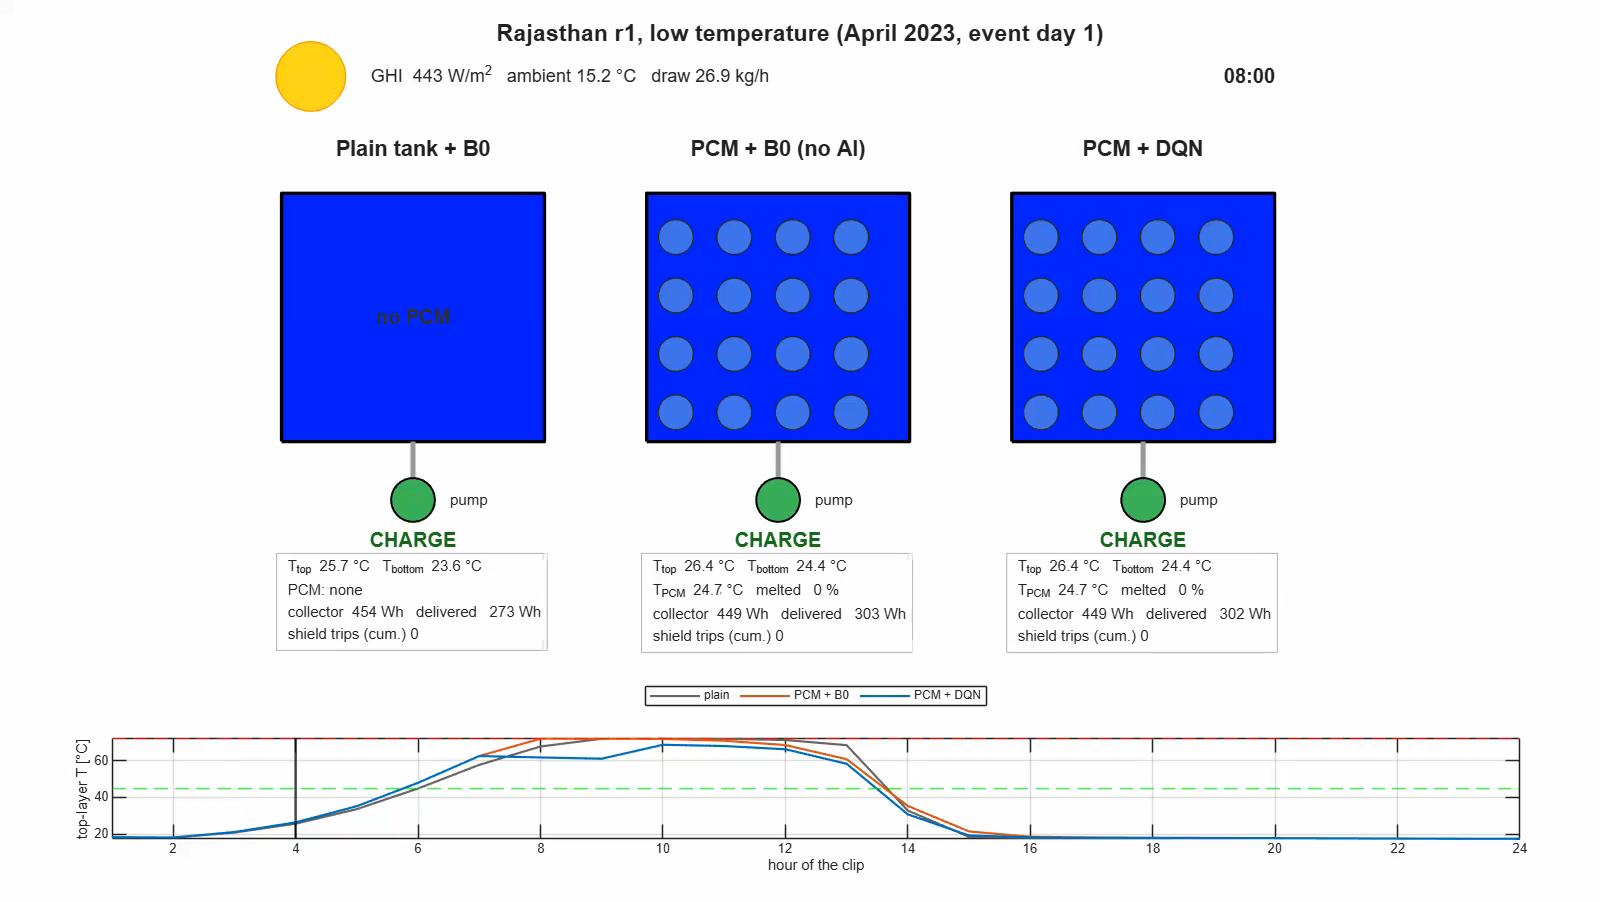 Rajasthan r1, low temperature (April 2023, event day 1)
GHI 443 W/m² ambient 15.2 °C draw 26.9 kg/h
08:00
Plain tank + B0
PCM + B0 (no AI)
PCM + DQN
no PCM
pump
pump
pump
CHARGE
CHARGE
CHARGE
Ttop 25.7 °C Tbottom 23.6 °C
PCM: none
collector 454 Wh delivered 273 Wh
shield trips (cum.) 0
Ttop 26.4 °C Tbottom 24.4 °C
TPCM 24.7 °C melted 0 %
collector 449 Wh delivered 303 Wh
shield trips (cum.) 0
Ttop 26.4 °C Tbottom 24.4 °C
TPCM 24.7 °C melted 0 %
collector 449 Wh delivered 302 Wh
shield trips (cum.) 0
plain PCM + B0 PCM + DQN
top-layer T [°C]
60
40
20
2 4 6 8 10 12 14 16 18 20 22 24
hour of the clip